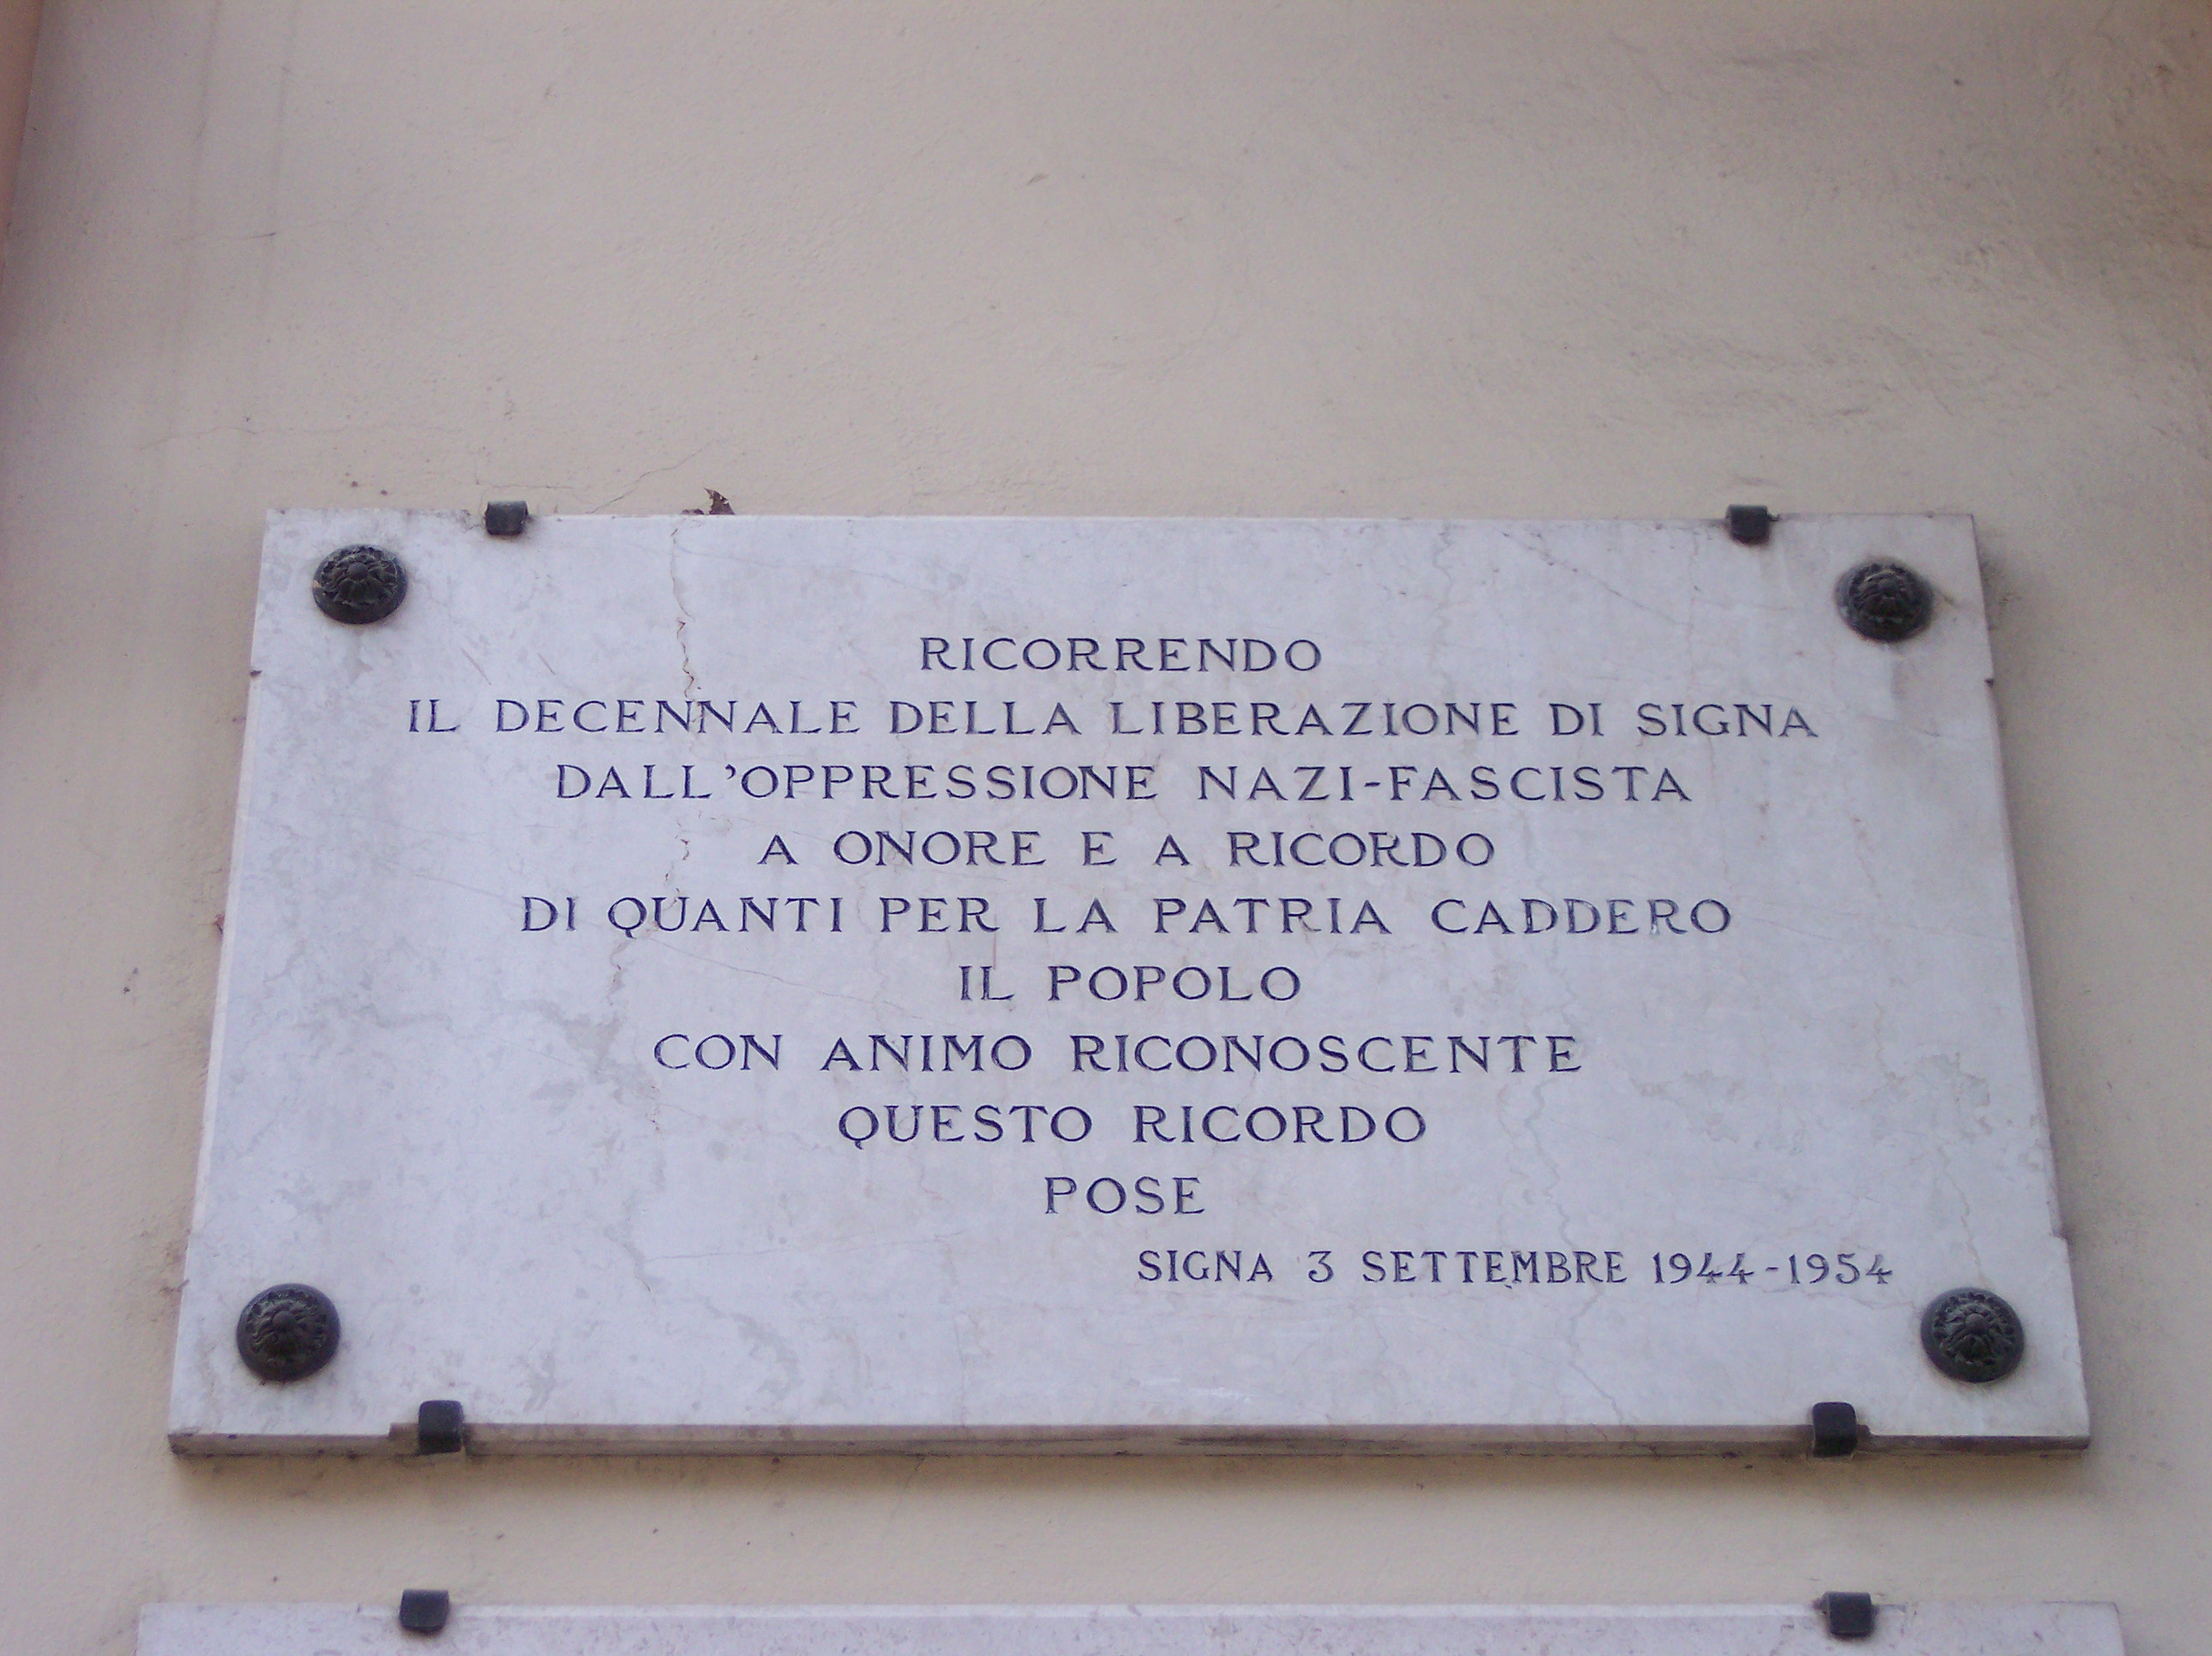 RICORRENDO
IL DECENNALE DELLA LIBERAZIONE DI SIGNA
DALL'OPPRESSIONE NAZI-FASCISTA
A ONORE E A RICORDO
DI QUANTI PER LA PATRIA CADDERO
IL POPOLO
CON ANIMO RICONOSCENTE
QUESTO RICORDO
POSE
SIGNA 3 SETTEMBRE 1944-1954